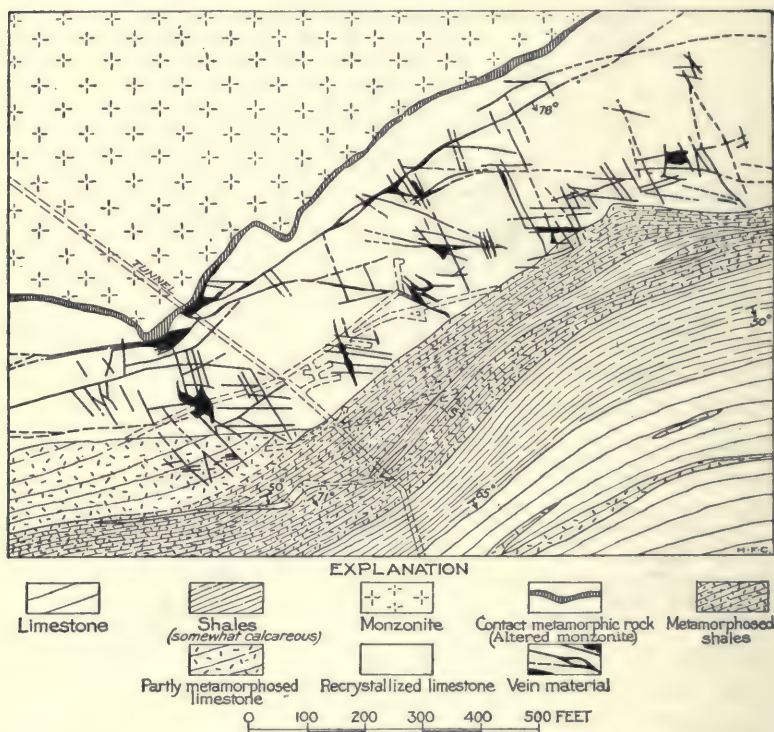 78°
TUNNEL
50°
50
71°
65°
H.F.C.
EXPLANATION
Limestone
Shales
(somewhat calcareous)
Monzonite
Contact metamorphic rock
(Altered monzonite)
Metamorphosed
shales
Partly metamorphosed
limestone
Recrystallized limestone
Vein material
0 100 200 300 400 500 FEET